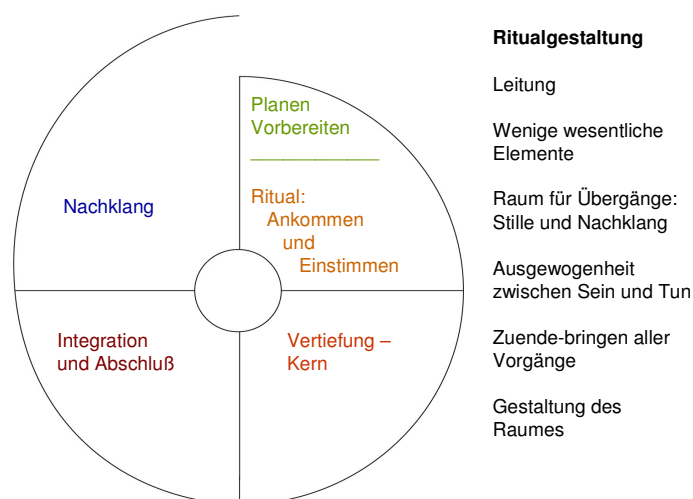 Planen
Vorbereiten
Ritual:
Ankommen
und
Einstimmen
Vertiefung –
Kern
Integration
und Abschluß
Nachklang
Ritualgestaltung
Leitung
Wenige wesentliche
Elemente
Raum für Übergänge:
Stille und Nachklang
Ausgewogenheit
zwischen Sein und Tun
Zuende-bringen aller
Vorgänge
Gestaltung des
Raumes